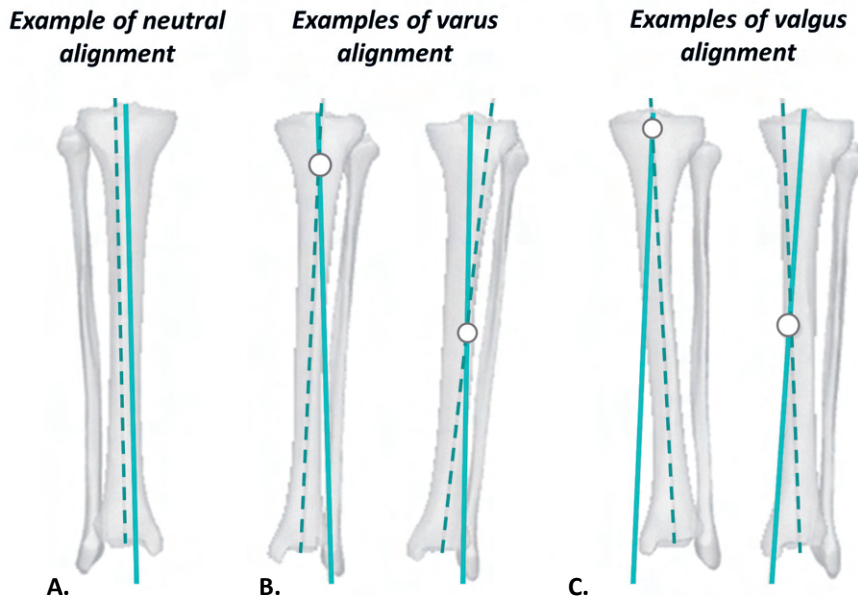 Example of neutral
alignment
Examples of varus
alignment
Examples of valgus
alignment
A.
B.
C.